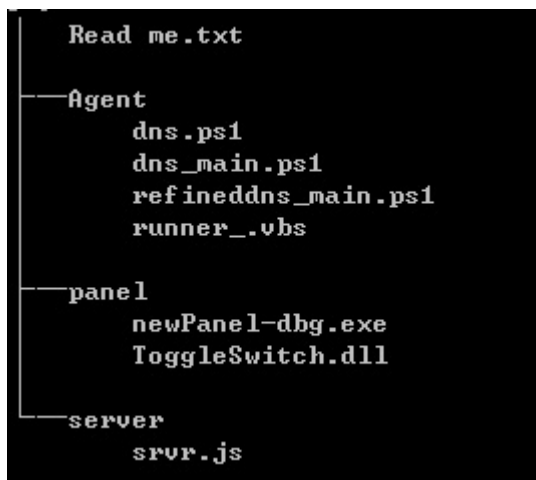 Read me.txt
Agent
dns.ps1
dns_main.ps1
refineddns_main.ps1
runner_.vbs
panel
newPanel-dbg.exe
ToggleSwitch.dll
server
srvr.js